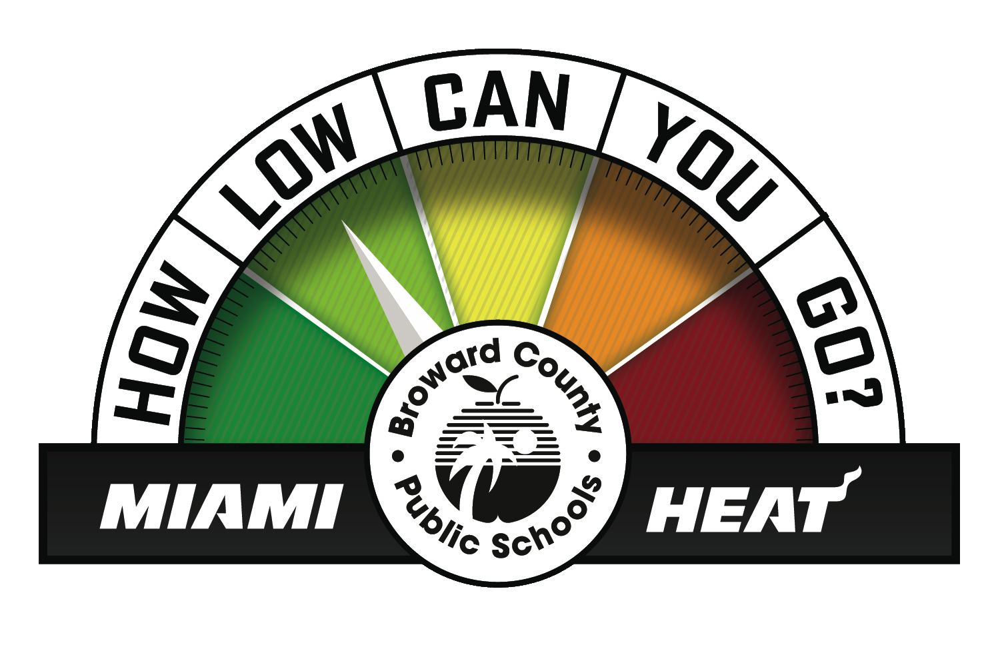 HOW LOW CAN YOU GO?
Broward County
Public Schools
MIAMI HEAT